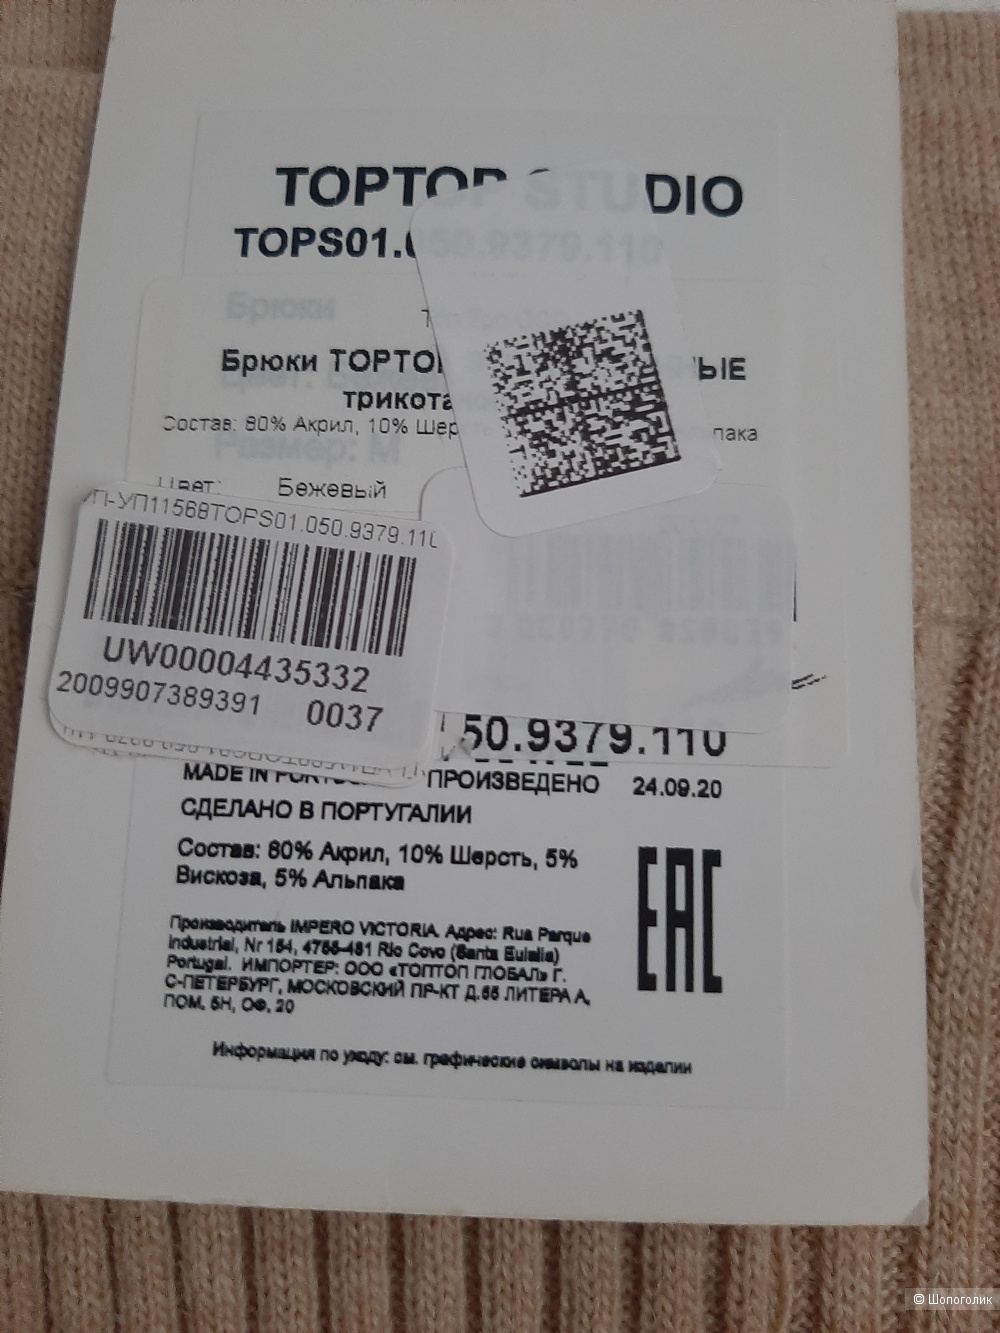 TOPTOP STUDIO
TOPS01.050.9379.110
Брюки
Брюки TOPTOP ЫЕ
трикота
Состав: 80% Акрил, 10% Шер пака
Размер: M
Цвет: Бежевый
УП-УП11568TOPS01.050.9379.110
UW00004435332
2009907389391 0037
50.9379.110
MADE IN PORTUGAL ПРОИЗВЕДЕНО 24.09.20
СДЕЛАНО В ПОРТУГАЛИИ
Состав: 80% Акрил, 10% Шерсть, 5%
Вискоза, 5% Альпака
EAC
Производитель IMPERO VICTORIA. Адрес: Rua Parque
Industrial, Nr 154, 4755-481 Rio Covo (Santa Eulalia)
Portugal. ИМПОРТЕР: ООО «ТОПТОП ГЛОБАЛ» Г.
С-ПЕТЕРБУРГ, МОСКОВСКИЙ ПР-КТ Д.55 ЛИТЕРА А,
ПОМ. 5Н, ОФ. 20
Информация по уходу: см. графические символы на изделии
© Шопоголик